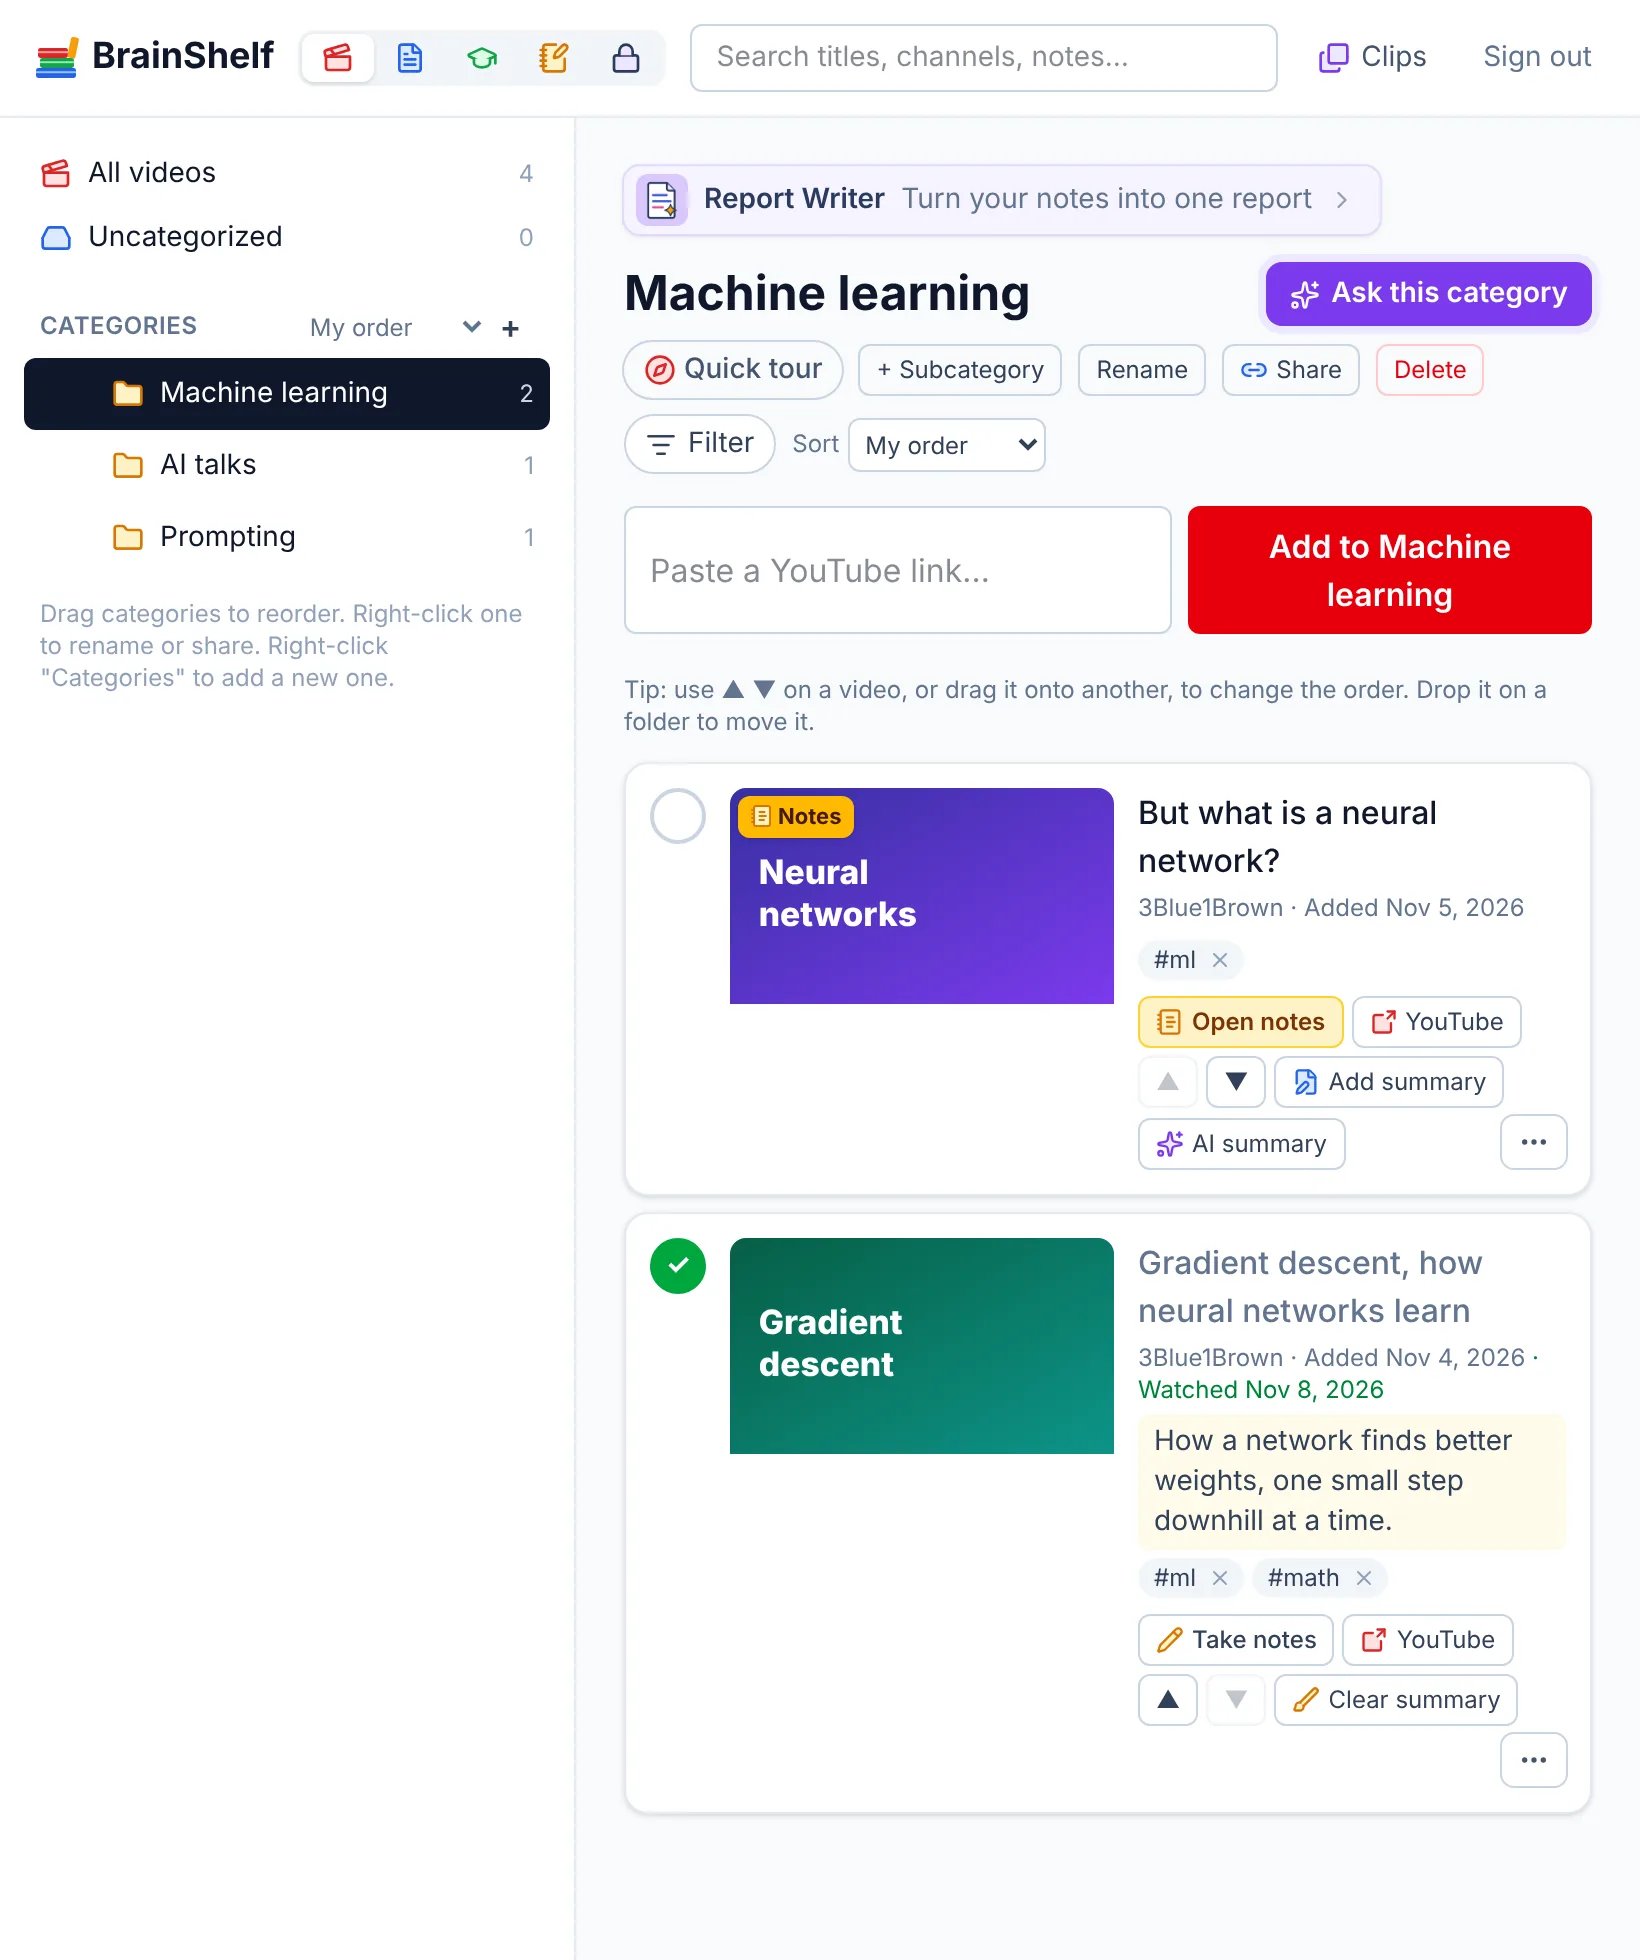 BrainShelf
Search titles, channels, notes...
Clips
Sign out
All videos 4
Uncategorized 0
CATEGORIES My order +
Machine learning 2
AI talks 1
Prompting 1
Drag categories to reorder. Right-click one
to rename or share. Right-click
"Categories" to add a new one.
Report Writer Turn your notes into one report
Machine learning
Ask this category
Quick tour
+ Subcategory
Rename
Share
Delete
Filter
Sort My order
Paste a YouTube link...
Add to Machine
learning
Tip: use ▲ ▼ on a video, or drag it onto another, to change the order. Drop it on a
folder to move it.
Notes
Neural
networks
But what is a neural
network?
3Blue1Brown · Added Nov 5, 2026
#ml ×
Open notes
YouTube
▲ ▼ Add summary
AI summary
...
Gradient
descent
Gradient descent, how
neural networks learn
3Blue1Brown · Added Nov 4, 2026 ·
Watched Nov 8, 2026
How a network finds better
weights, one small step
downhill at a time.
#ml × #math ×
Take notes
YouTube
▲ ▼ Clear summary
...